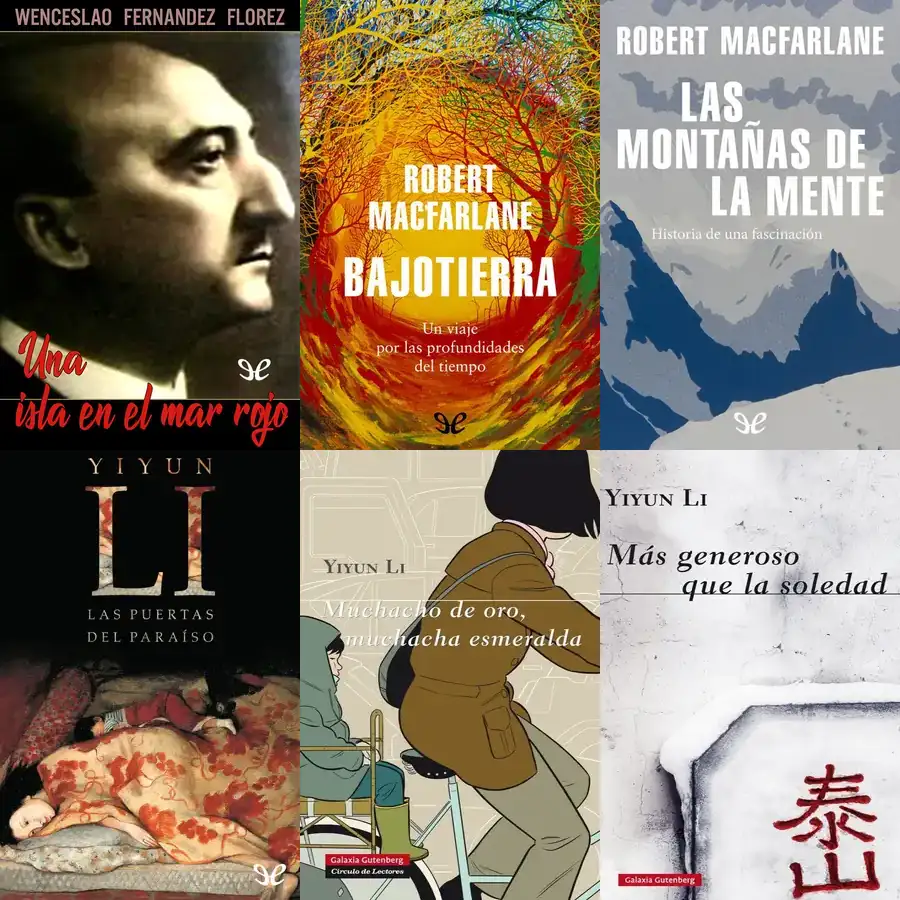 WENCESLAO FERNANDEZ FLOREZ
Una
isla en el mar rojo
ROBERT
MACFARLANE
BAJOTIERRA
Un viaje
por las profundidades
del tiempo
ROBERT MACFARLANE
LAS
MONTAÑAS DE
LA MENTE
Historia de una fascinación
YIYUN
LI
LAS PUERTAS
DEL PARAÍSO
YIYUN LI
Muchacho de oro,
muchacha esmeralda
Galaxia Gutenberg
Círculo de Lectores
YIYUN LI
Más generoso
que la soledad
泰
山
Galaxia Gutenberg